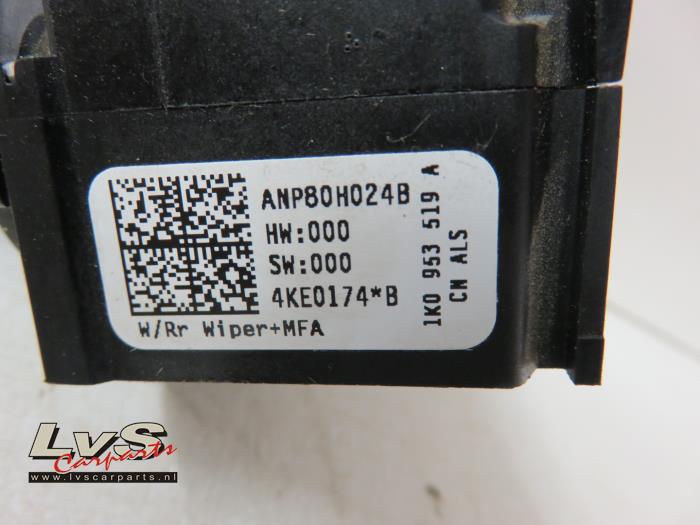 ANP80H024B
HW:000
SW:000
4KE0174*B
W/Rr Wiper+MFA
1K0 953 519 A
CN ALS
LvS
Carparts
www.lvscarparts.nl